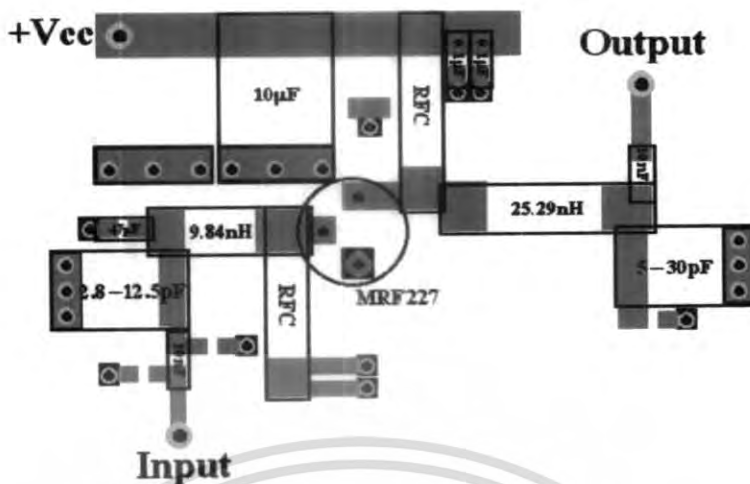 +Vcc
Output
10µF
RFC
9.84nH
25.29nH
2.8–12.5pF
5–30pF
RFC
MRF227
Input